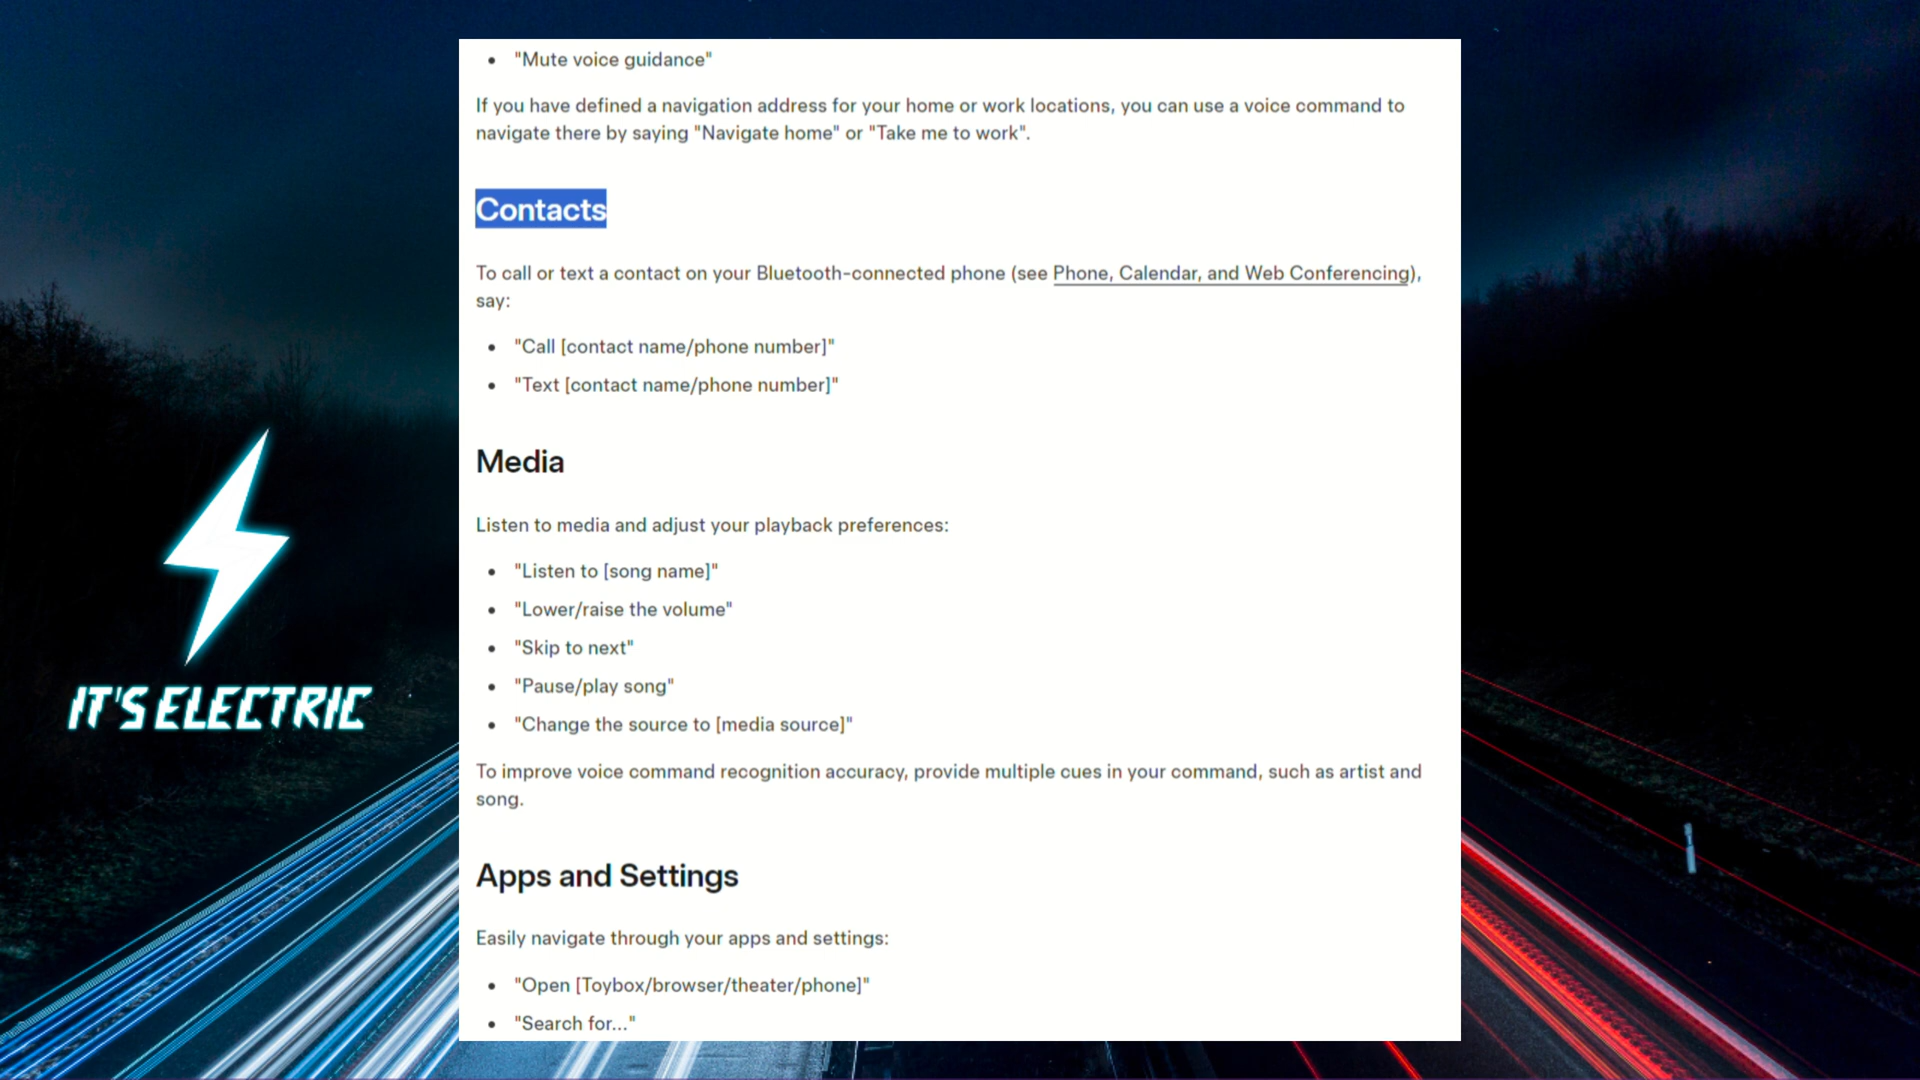 "Mute voice guidance"
If you have defined a navigation address for your home or work locations, you can use a voice command to
navigate there by saying "Navigate home" or "Take me to work".
Contacts
To call or text a contact on your Bluetooth-connected phone (see Phone, Calendar, and Web Conferencing),
say:
"Call [contact name/phone number]"
"Text [contact name/phone number]"
Media
Listen to media and adjust your playback preferences:
"Listen to [song name]"
"Lower/raise the volume"
"Skip to next"
"Pause/play song"
"Change the source to [media source]"
To improve voice command recognition accuracy, provide multiple cues in your command, such as artist and
song.
Apps and Settings
Easily navigate through your apps and settings:
"Open [Toybox/browser/theater/phone]"
"Search for..."
IT'S ELECTRIC